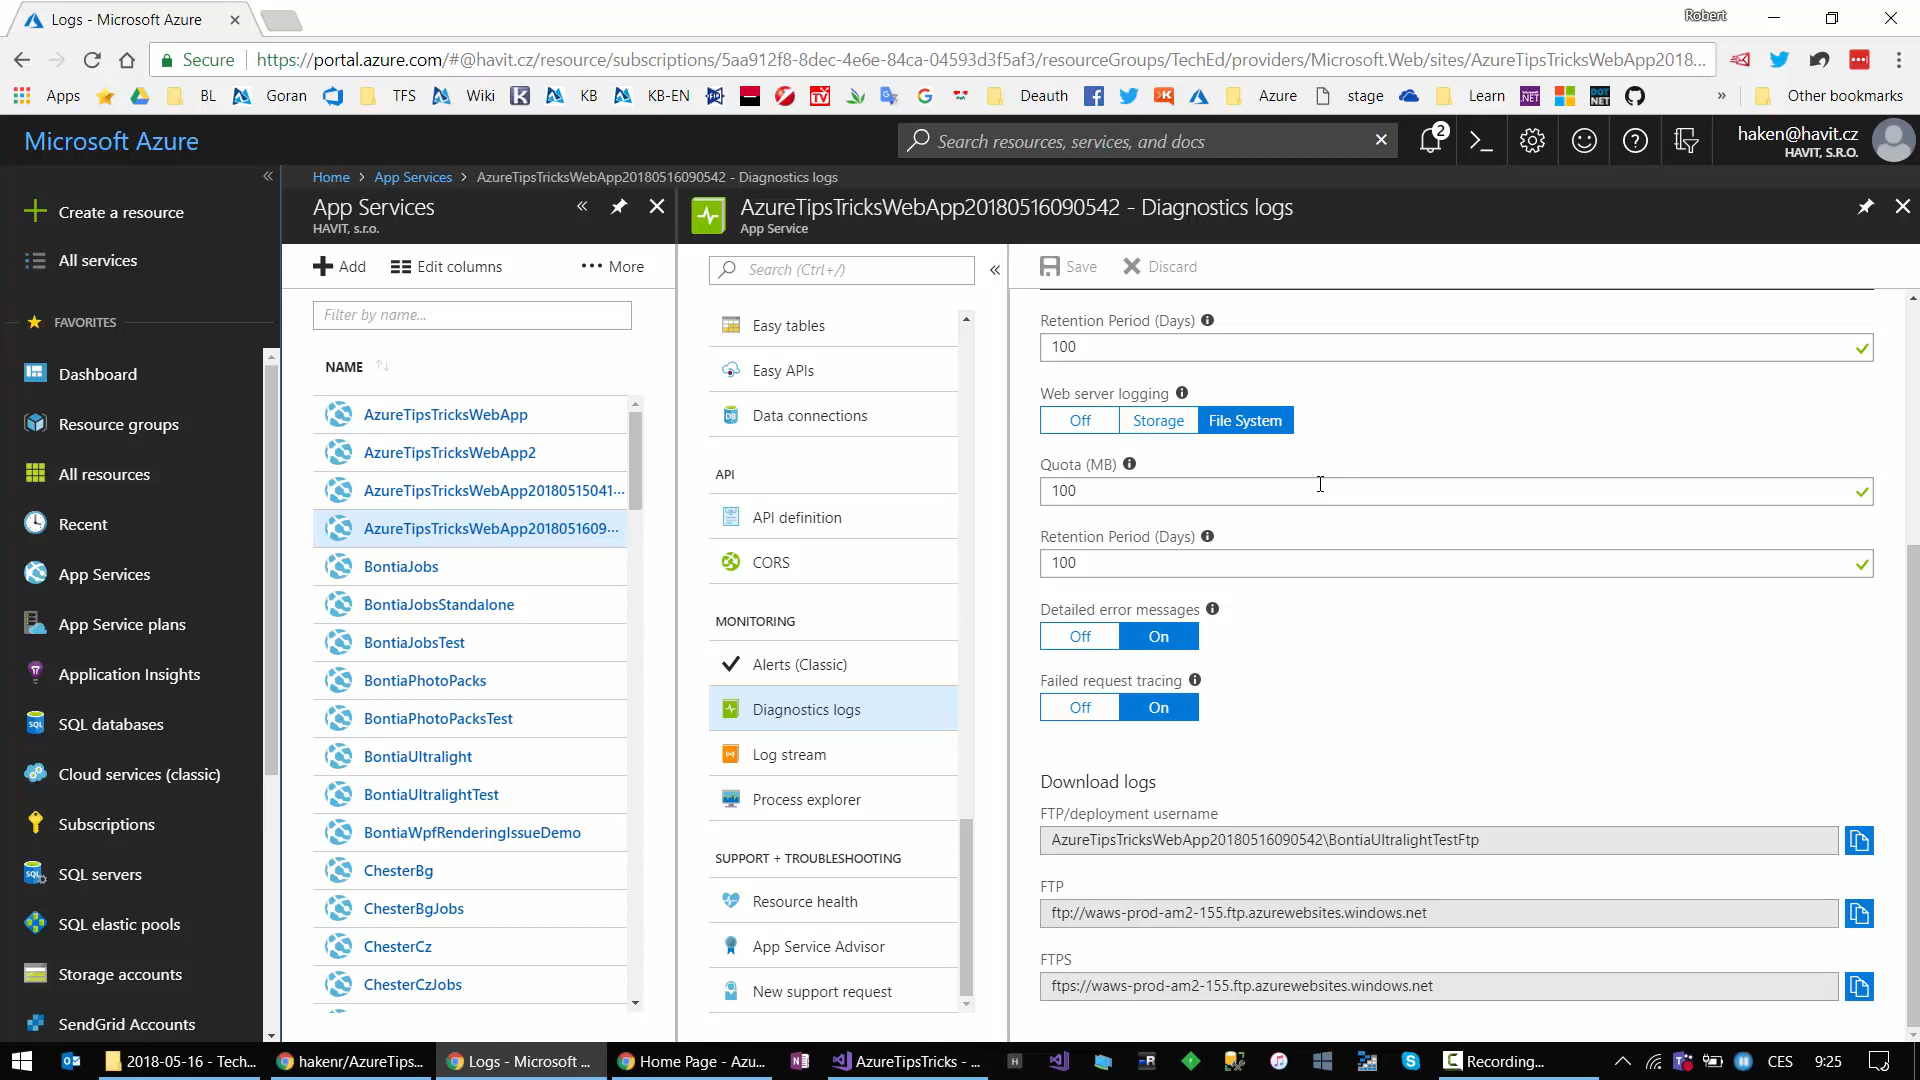 Logs - Microsoft Azure
Robert
Secure
https://portal.azure.com/#@havit.cz/resource/subscriptions/5aa912f8-8dec-4e6e-84ca-04593d3f5af3/resourceGroups/TechEd/providers/Microsoft.Web/sites/AzureTipsTricksWebApp2018...
Apps BL Goran TFS Wiki KB KB-EN Deauth Azure stage Learn » Other bookmarks
Microsoft Azure
Search resources, services, and docs
2
haken@havit.cz
HAVIT, S.R.O.
Create a resource
All services
FAVORITES
Dashboard
Resource groups
All resources
Recent
App Services
App Service plans
Application Insights
SQL databases
Cloud services (classic)
Subscriptions
SQL servers
SQL elastic pools
Storage accounts
SendGrid Accounts
Home > App Services > AzureTipsTricksWebApp20180516090542 - Diagnostics logs
App Services
HAVIT, s.r.o.
Add Edit columns ••• More
Filter by name...
NAME
AzureTipsTricksWebApp
AzureTipsTricksWebApp2
AzureTipsTricksWebApp20180515041...
AzureTipsTricksWebApp2018051609...
BontiaJobs
BontiaJobsStandalone
BontiaJobsTest
BontiaPhotoPacks
BontiaPhotoPacksTest
BontiaUltralight
BontiaUltralightTest
BontiaWpfRenderingIssueDemo
ChesterBg
ChesterBgJobs
ChesterCz
ChesterCzJobs
AzureTipsTricksWebApp20180516090542 - Diagnostics logs
App Service
Search (Ctrl+/)
Easy tables
Easy APIs
Data connections
API
API definition
CORS
MONITORING
Alerts (Classic)
Diagnostics logs
Log stream
Process explorer
SUPPORT + TROUBLESHOOTING
Resource health
App Service Advisor
New support request
Save Discard
Retention Period (Days)
100
Web server logging
Off Storage File System
Quota (MB)
100
Retention Period (Days)
100
Detailed error messages
Off On
Failed request tracing
Off On
Download logs
FTP/deployment username
AzureTipsTricksWebApp20180516090542\BontiaUltralightTestFtp
FTP
ftp://waws-prod-am2-155.ftp.azurewebsites.windows.net
FTPS
ftps://waws-prod-am2-155.ftp.azurewebsites.windows.net
2018-05-16 - Tech... hakenr/AzureTips... Logs - Microsoft ... Home Page - Azu... AzureTipsTricks - ... Recording... CES 9:25